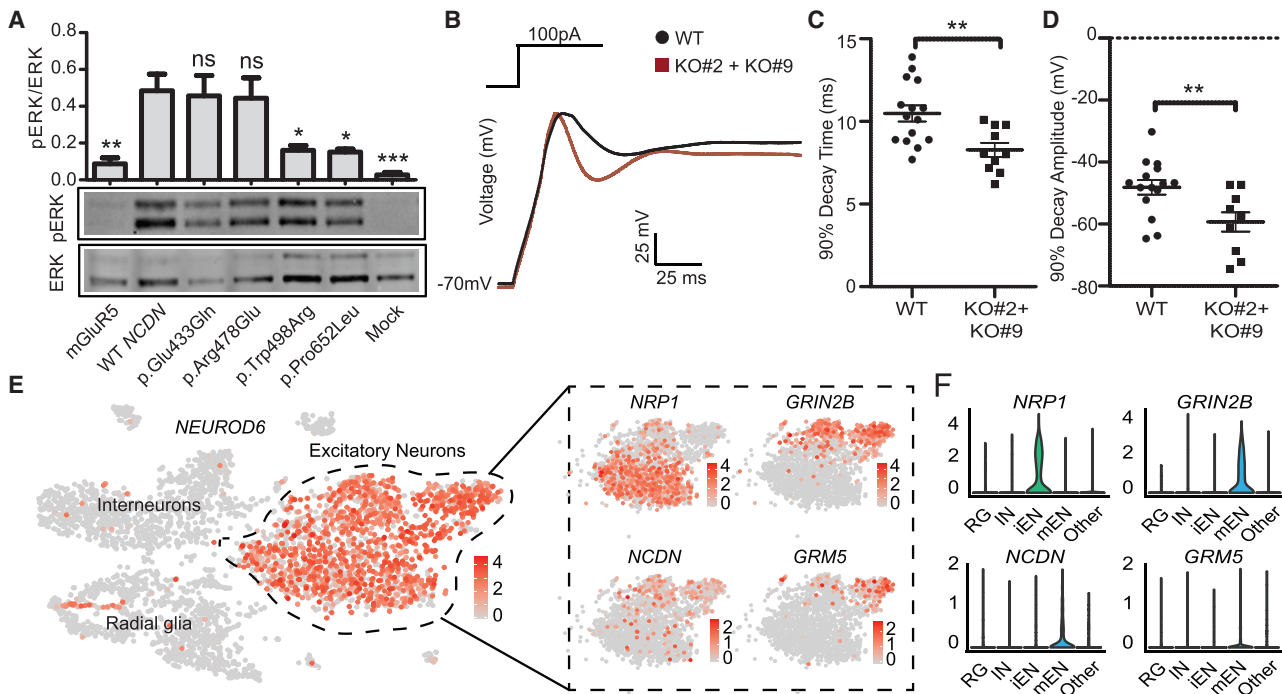 A
pERK/ERK
0.8
0.6
0.4
0.2
0.0
**
ns
ns
*
*
***
pERK
ERK
mGluR5
WT NCDN
p.Glu433Gln
p.Arg478Glu
p.Trp498Arg
p.Pro652Leu
Mock
B
100pA
WT
KO#2 + KO#9
Voltage (mV)
-70mV
25 mV
25 ms
C
90% Decay Time (ms)
15
10
5
0
**
WT
KO#2+
KO#9
D
90% Decay Amplitude (mV)
0
-20
-40
-60
-80
**
WT
KO#2+
KO#9
E
NEUROD6
Excitatory Neurons
Interneurons
Radial glia
4
2
0
NRP1
4
2
0
GRIN2B
4
2
0
NCDN
2
1
0
GRM5
2
1
0
F
NRP1
4
2
0
RG
IN
iEN
mEN
Other
GRIN2B
4
2
0
RG
IN
iEN
mEN
Other
NCDN
2
1
0
RG
IN
iEN
mEN
Other
GRM5
2
1
0
RG
IN
iEN
mEN
Other